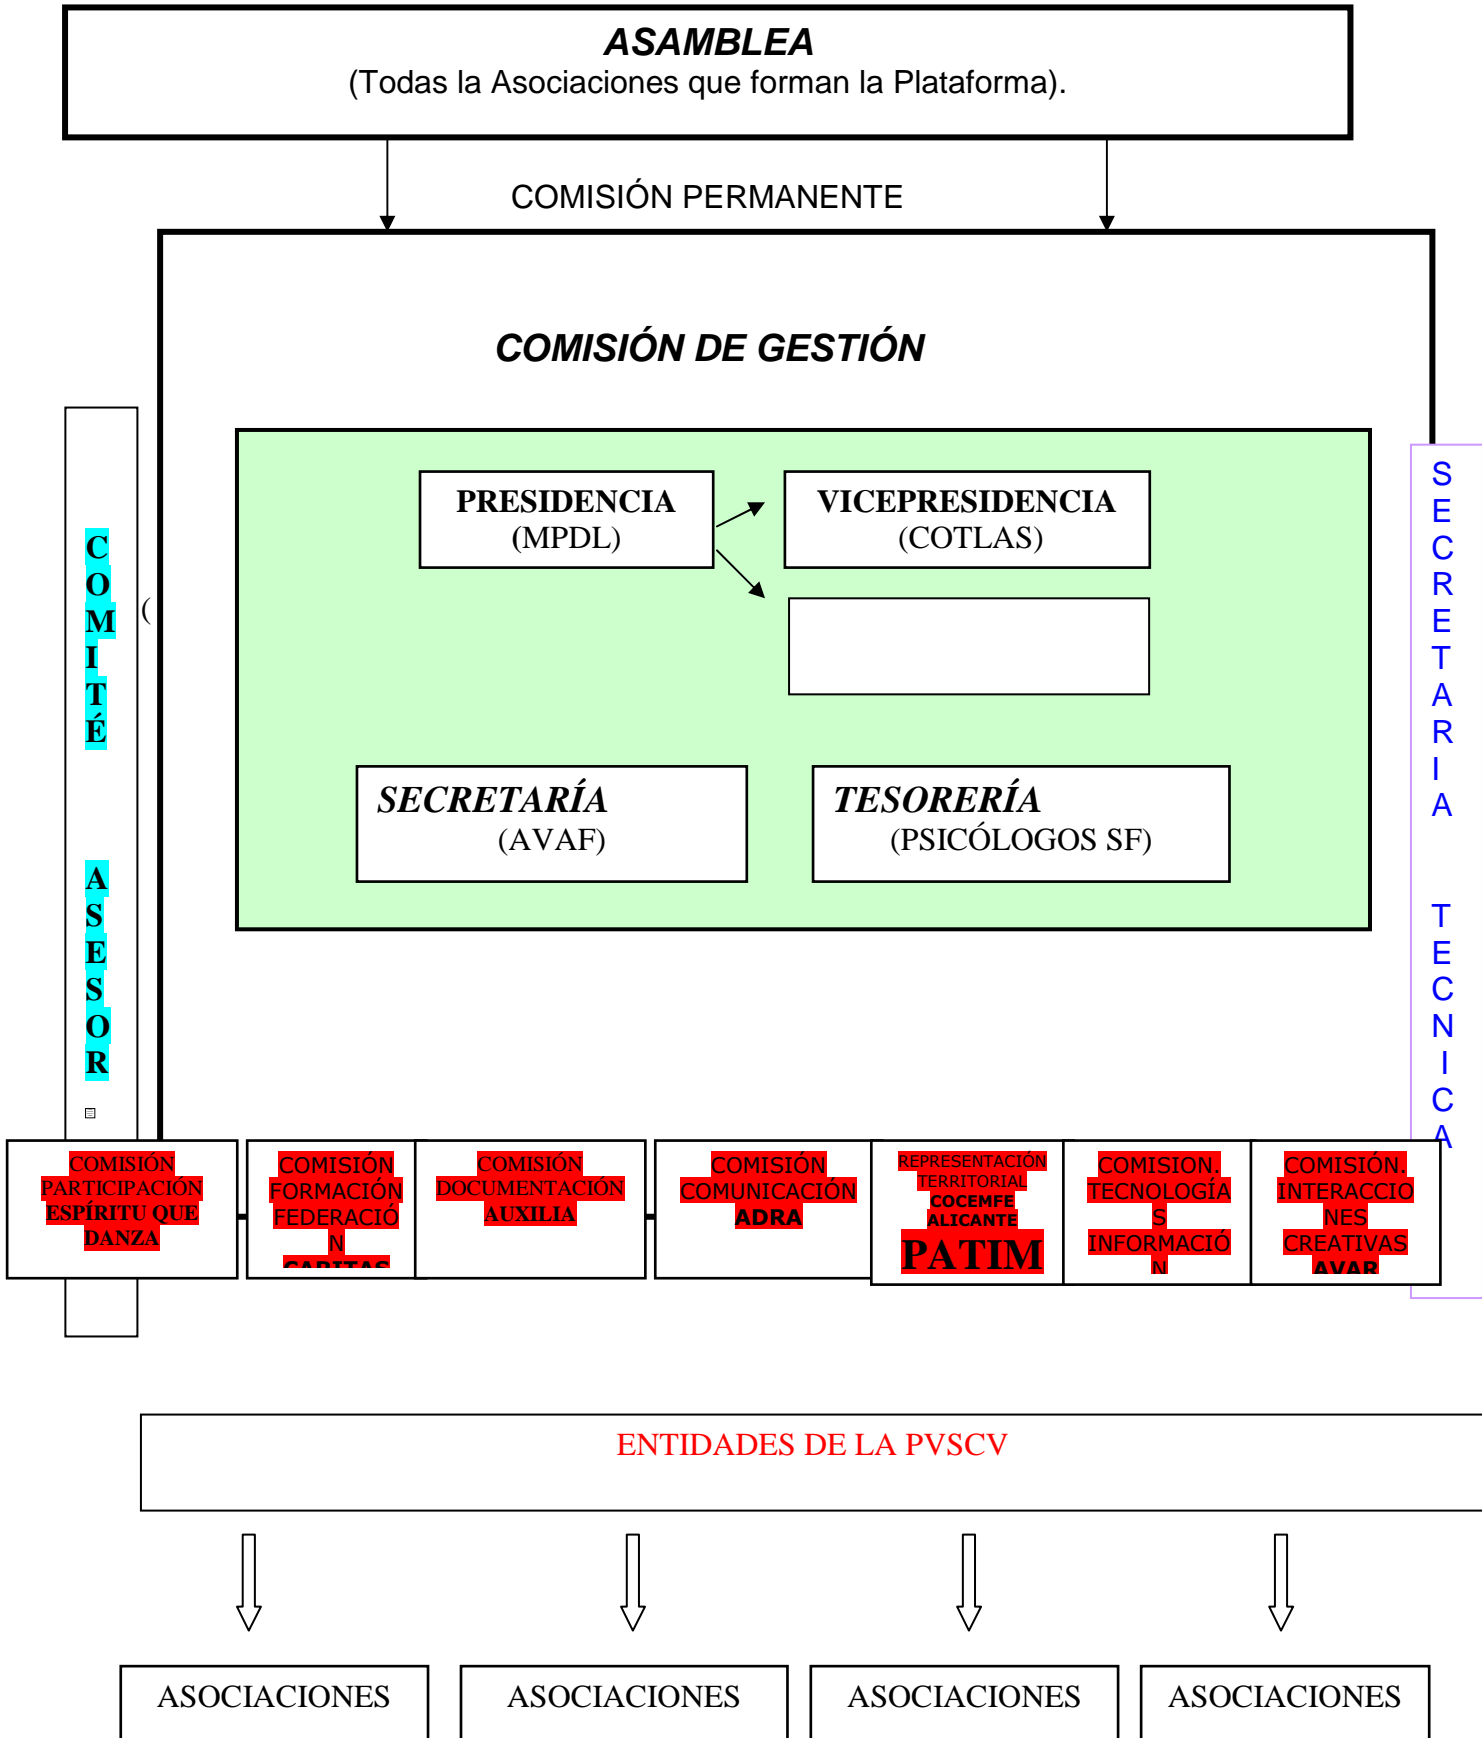 ASAMBLEA
(Todas la Asociaciones que forman la Plataforma).
COMISIÓN PERMANENTE
COMISIÓN DE GESTIÓN
PRESIDENCIA
(MPDL)
VICEPRESIDENCIA
(COTLAS)
SECRETARÍA
(AVAF)
TESORERÍA
(PSICÓLOGOS SF)
C
O
M
I
T
É
A
S
E
S
O
R
(
S
E
C
R
E
T
A
R
I
A
T
E
C
N
I
C
A
COMISIÓN
PARTICIPACIÓN
ESPÍRITU QUE
DANZA
COMISIÓN
FORMACIÓN
FEDERACIÓ
N
CARITAS
COMISIÓN
DOCUMENTACIÓN
AUXILIA
COMISIÓN
COMUNICACIÓN
ADRA
REPRESENTACIÓN
TERRITORIAL
COCEMFE
ALICANTE
PATIM
COMISION.
TECNOLOGÍA
S
INFORMACIÓ
N
COMISIÓN.
INTERACCIO
NES
CREATIVAS
AVAR
ENTIDADES DE LA PVSCV
ASOCIACIONES
ASOCIACIONES
ASOCIACIONES
ASOCIACIONES